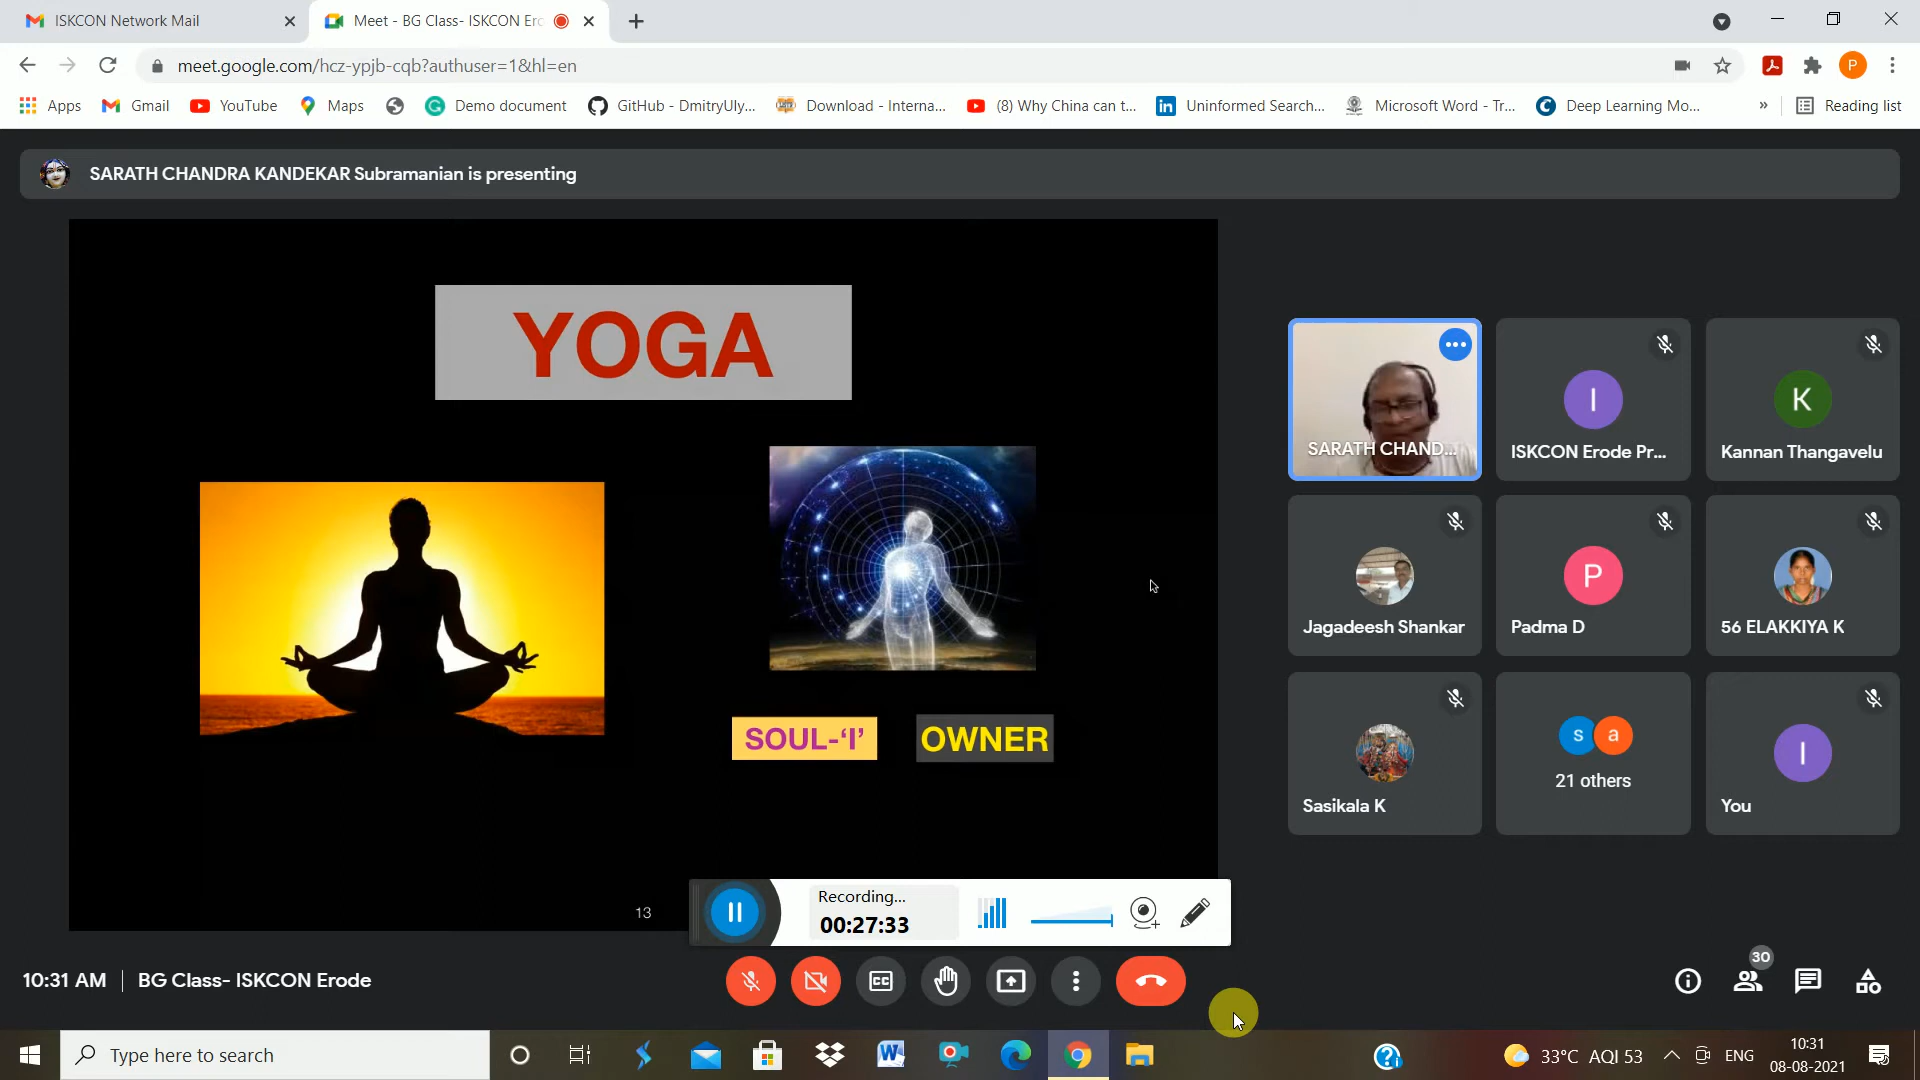 ISKCON Network Mail
Meet - BG Class- ISKCON Erc
meet.google.com/hcz-ypjb-cqb?authuser=1&hl=en
P
Apps Gmail YouTube Maps Demo document GitHub - DmitryUly... Download - Interna... (8) Why China can t... Uninformed Search... Microsoft Word - Tr... Deep Learning Mo... » Reading list
SARATH CHANDRA KANDEKAR Subramanian is presenting
YOGA
SOUL-‘I’ OWNER
13
SARATH CHAND...
I
ISKCON Erode Pr...
K
Kannan Thangavelu
Jagadeesh Shankar
P
Padma D
56 ELAKKIYA K
Sasikala K
s a
21 others
I
You
Recording...
00:27:33
10:31 AM BG Class- ISKCON Erode
30
Type here to search
33°C AQI 53
ENG
10:31
08-08-2021